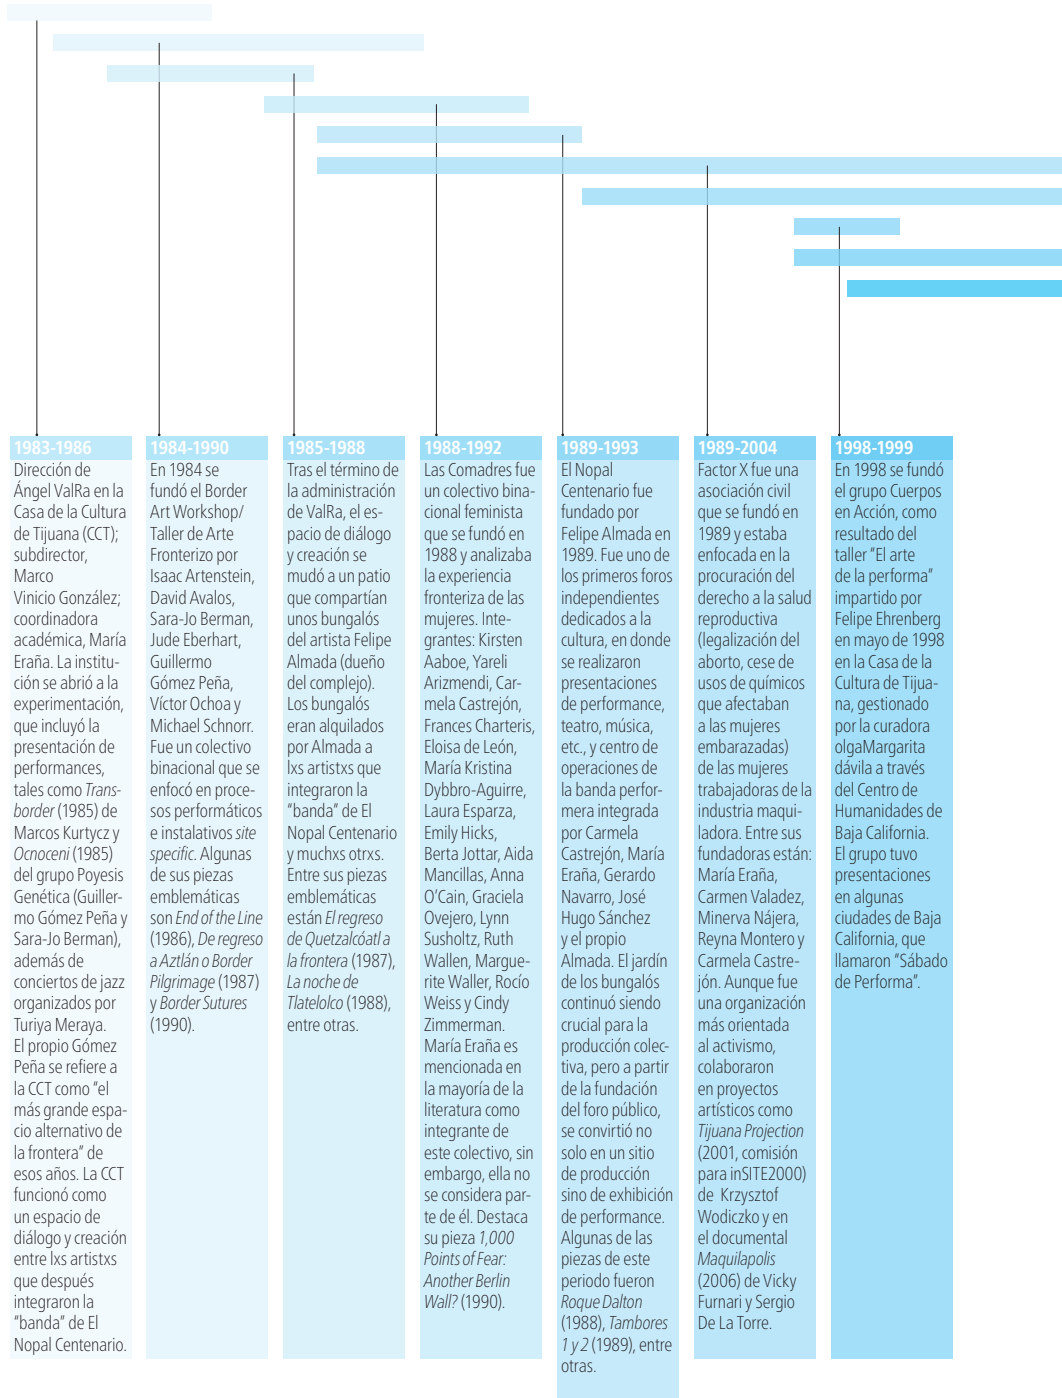 1983-1986
Dirección de
Ángel ValRa en la
Casa de la Cultura
de Tijuana (CCT);
subdirector,
Marco
Vinicio González;
coordinadora
académica, María
Eraña. La institu-
ción se abrió a la
experimentación,
que incluyó la
presentación de
performances,
tales como Trans-
border (1985) de
Marcos Kurtycz y
Ocnoceni (1985)
del grupo Poyesis
Genética (Guiller-
mo Gómez Peña y
Sara-Jo Berman),
además de
conciertos de jazz
organizados por
Turiya Meraya.
El propio Gómez
Peña se refiere a
la CCT como "el
más grande espa-
cio alternativo de
la frontera" de
esos años. La CCT
funcionó como
un espacio de
diálogo y creación
entre lxs artistxs
que después
integraron la
"banda" de El
Nopal Centenario.
1984-1990
En 1984 se
fundó el Border
Art Workshop/
Taller de Arte
Fronterizo por
Isaac Artenstein,
David Avalos,
Sara-Jo Berman,
Jude Eberhart,
Guillermo
Gómez Peña,
Víctor Ochoa y
Michael Schnorr.
Fue un colectivo
binacional que se
enfocó en proce-
sos performáticos
e instalativos site
specific. Algunas
de sus piezas
emblemáticas
son End of the Line
(1986), De regreso
a Aztlán o Border
Pilgrimage (1987)
y Border Sutures
(1990).
1985-1988
Tras el término de
la administración
de ValRa, el es-
pacio de diálogo
y creación se
mudó a un patio
que compartían
unos bungalós
del artista Felipe
Almada (dueño
del complejo).
Los bungalós
eran alquilados
por Almada a
lxs artistxs que
integraron la
"banda" de El
Nopal Centenario
y muchxs otrxs.
Entre sus piezas
emblemáticas
están El regreso
de Quetzalcóatl a
la frontera (1987),
La noche de
Tlatelolco (1988),
entre otras.
1988-1992
Las Comadres fue
un colectivo bina-
cional feminista
que se fundó en
1988 y analizaba
la experiencia
fronteriza de las
mujeres. Inte-
grantes: Kirsten
Aaboe, Yareli
Arizmendi, Car-
mela Castrejón,
Frances Charteris,
Eloisa de León,
María Kristina
Dybbro-Aguirre,
Laura Esparza,
Emily Hicks,
Berta Jottar, Aida
Mancillas, Anna
O'Cain, Graciela
Ovejero, Lynn
Susholtz, Ruth
Wallen, Margue-
rite Waller, Rocío
Weiss y Cindy
Zimmerman.
María Eraña es
mencionada en
la mayoría de la
literatura como
integrante de
este colectivo, sin
embargo, ella no
se considera par-
te de él. Destaca
su pieza 1,000
Points of Fear:
Another Berlin
Wall? (1990).
1989-1993
El Nopal
Centenario fue
fundado por
Felipe Almada en
1989. Fue uno de
los primeros foros
independientes
dedicados a la
cultura, en donde
se realizaron
presentaciones
de performance,
teatro, música,
etc., y centro de
operaciones de
la banda perfor-
mera integrada
por Carmela
Castrejón, María
Eraña, Gerardo
Navarro, José
Hugo Sánchez
y el propio
Almada. El jardín
de los bungalós
continuó siendo
crucial para la
producción colec-
tiva, pero a partir
de la fundación
del foro público,
se convirtió no
solo en un sitio
de producción
sino de exhibición
de performance.
Algunas de las
piezas de este
periodo fueron
Roque Dalton
(1988), Tambores
1 y 2 (1989), entre
otras.
1989-2004
Factor X fue una
asociación civil
que se fundó en
1989 y estaba
enfocada en la
procuración del
derecho a la salud
reproductiva
(legalización del
aborto, cese de
usos de químicos
que afectaban
a las mujeres
embarazadas)
de las mujeres
trabajadoras de la
industria maqui-
ladora. Entre sus
fundadoras están:
María Eraña,
Carmen Valadez,
Minerva Nájera,
Reyna Montero y
Carmela Castre-
jón. Aunque fue
una organización
más orientada
al activismo,
colaboraron
en proyectos
artísticos como
Tijuana Projection
(2001, comisión
para inSITE2000)
de Krzysztof
Wodiczko y en
el documental
Maquilapolis
(2006) de Vicky
Furnari y Sergio
De La Torre.
1998-1999
En 1998 se fundó
el grupo Cuerpos
en Acción, como
resultado del
taller "El arte
de la performa"
impartido por
Felipe Ehrenberg
en mayo de 1998
en la Casa de la
Cultura de Tijua-
na, gestionado
por la curadora
olgaMargarita
dávila a través
del Centro de
Humanidades de
Baja California.
El grupo tuvo
presentaciones
en algunas
ciudades de Baja
California, que
llamaron "Sábado
de Performa".